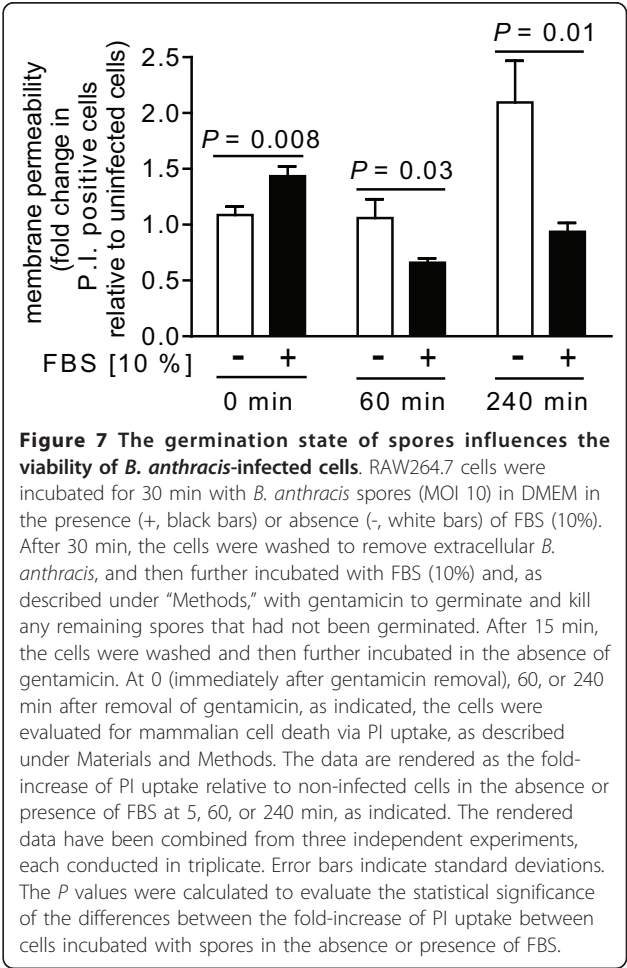 P = 0.01
P = 0.03
P = 0.008
membrane permeability
(fold change in
P.I. positive cells
relative to uninfected cells)
2.5
2.0
1.5
1.0
0.5
0.0
FBS [10 %] - + - + - +
0 min 60 min 240 min
Figure 7 The germination state of spores influences the
viability of B. anthracis-infected cells. RAW264.7 cells were
incubated for 30 min with B. anthracis spores (MOI 10) in DMEM in
the presence (+, black bars) or absence (-, white bars) of FBS (10%).
After 30 min, the cells were washed to remove extracellular B.
anthracis, and then further incubated with FBS (10%) and, as
described under “Methods,” with gentamicin to germinate and kill
any remaining spores that had not been germinated. After 15 min,
the cells were washed and then further incubated in the absence of
gentamicin. At 0 (immediately after gentamicin removal), 60, or 240
min after removal of gentamicin, as indicated, the cells were
evaluated for mammalian cell death via PI uptake, as described
under Materials and Methods. The data are rendered as the fold-
increase of PI uptake relative to non-infected cells in the absence or
presence of FBS at 5, 60, or 240 min, as indicated. The rendered
data have been combined from three independent experiments,
each conducted in triplicate. Error bars indicate standard deviations.
The P values were calculated to evaluate the statistical significance
of the differences between the fold-increase of PI uptake between
cells incubated with spores in the absence or presence of FBS.